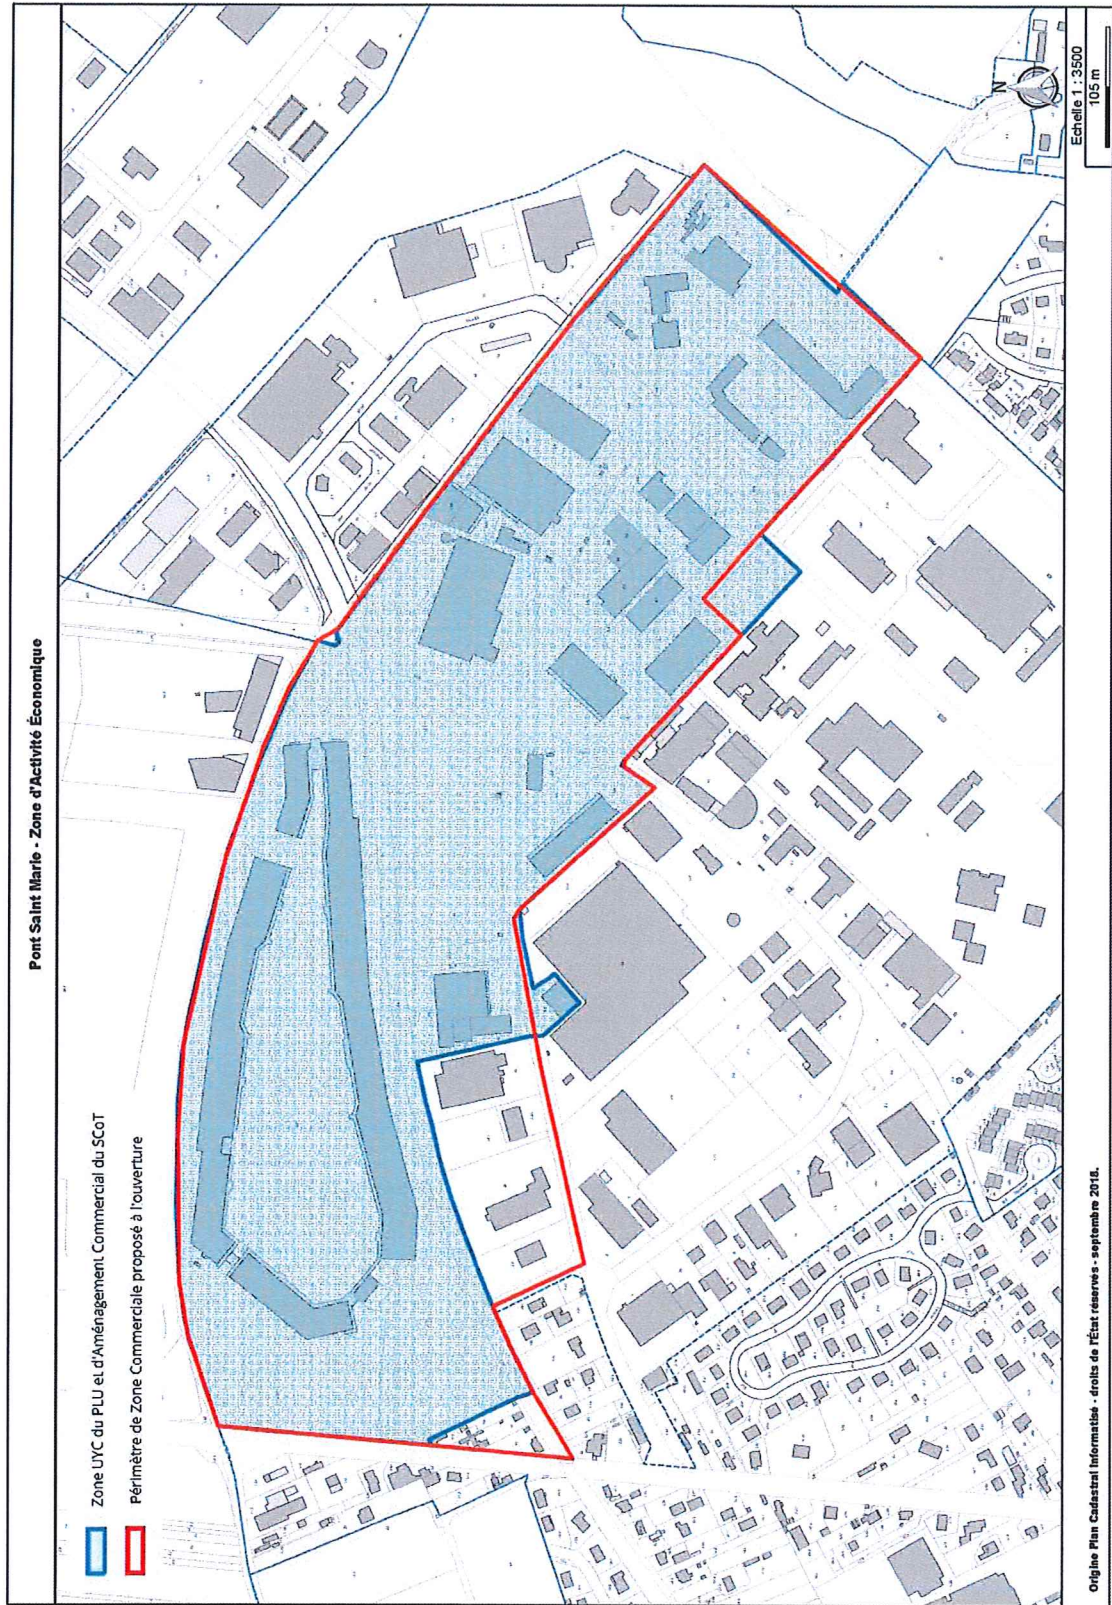 Pont Saint Marie - Zone d'Activité Économique
Zone UYC du PLU et d'Aménagement Commercial du SCoT
Périmètre de Zone Commerciale proposé à l'ouverture
N
Echelle 1 : 3500
105 m
Origine Plan Cadastral Informatisé - droits de l'État réservés - septembre 2018.